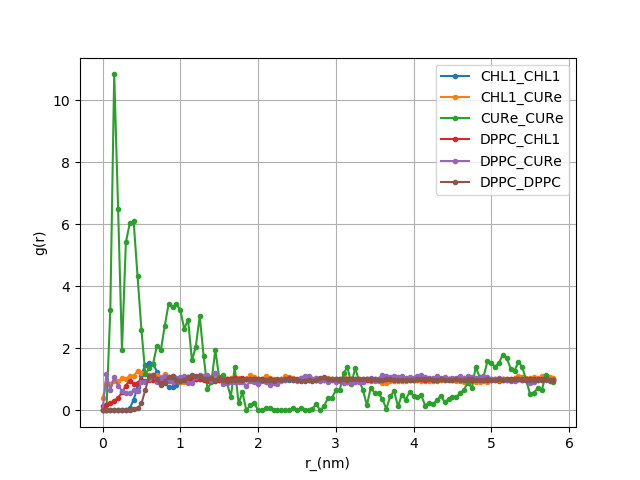 CHL1_CHL1
CHL1_CURe
CURe_CURe
DPPC_CHL1
DPPC_CURe
DPPC_DPPC
10
8
6
4
2
0
g(r)
0 1 2 3 4 5 6
r_(nm)